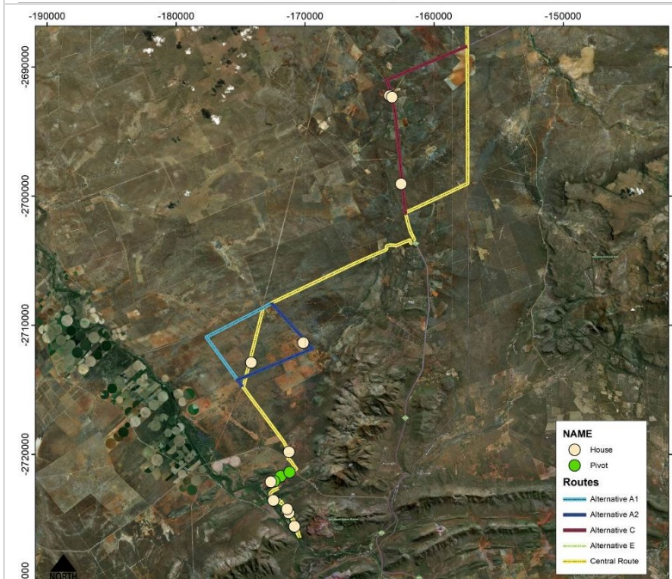 -190000
-180000
-170000
-160000
-150000
-2690000
-2700000
-2710000
-2720000
000
NORTH
NAME
House
Pivot
Routes
Alternative A1
Alternative A2
Alternative C
Alternative E
Central Route